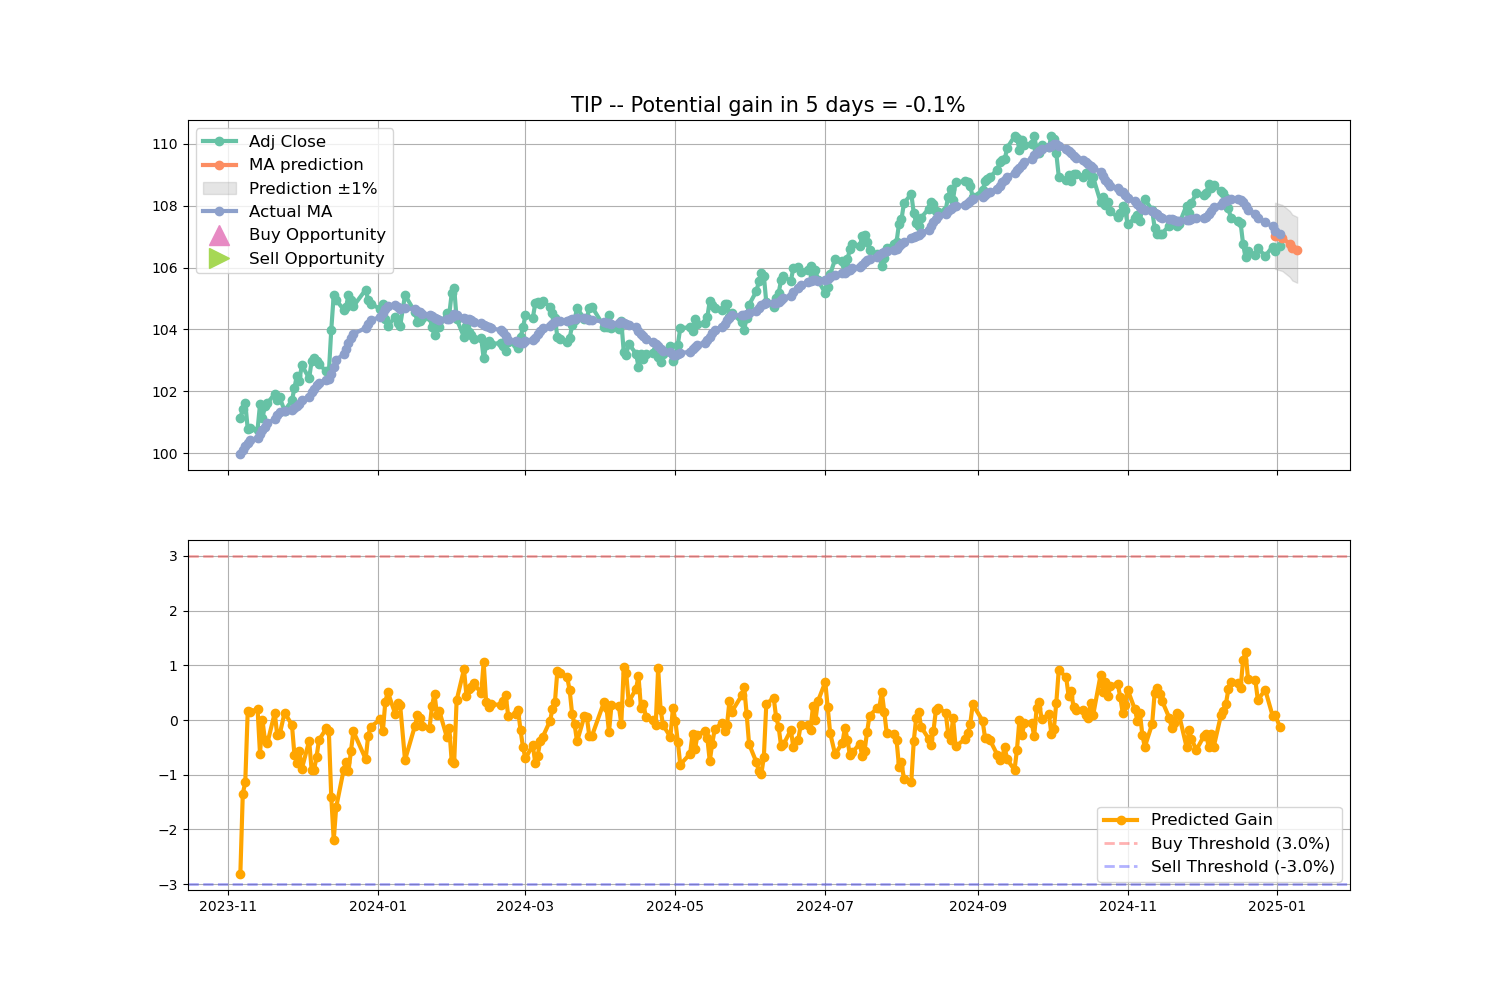 TIP -- Potential gain in 5 days = -0.1%
110
108
106
104
102
100
Adj Close
MA prediction
Prediction ±1%
Actual MA
Buy Opportunity
Sell Opportunity
3
2
1
0
−1
−2
−3
Predicted Gain
Buy Threshold (3.0%)
Sell Threshold (-3.0%)
2023-11 2024-01 2024-03 2024-05 2024-07 2024-09 2024-11 2025-01